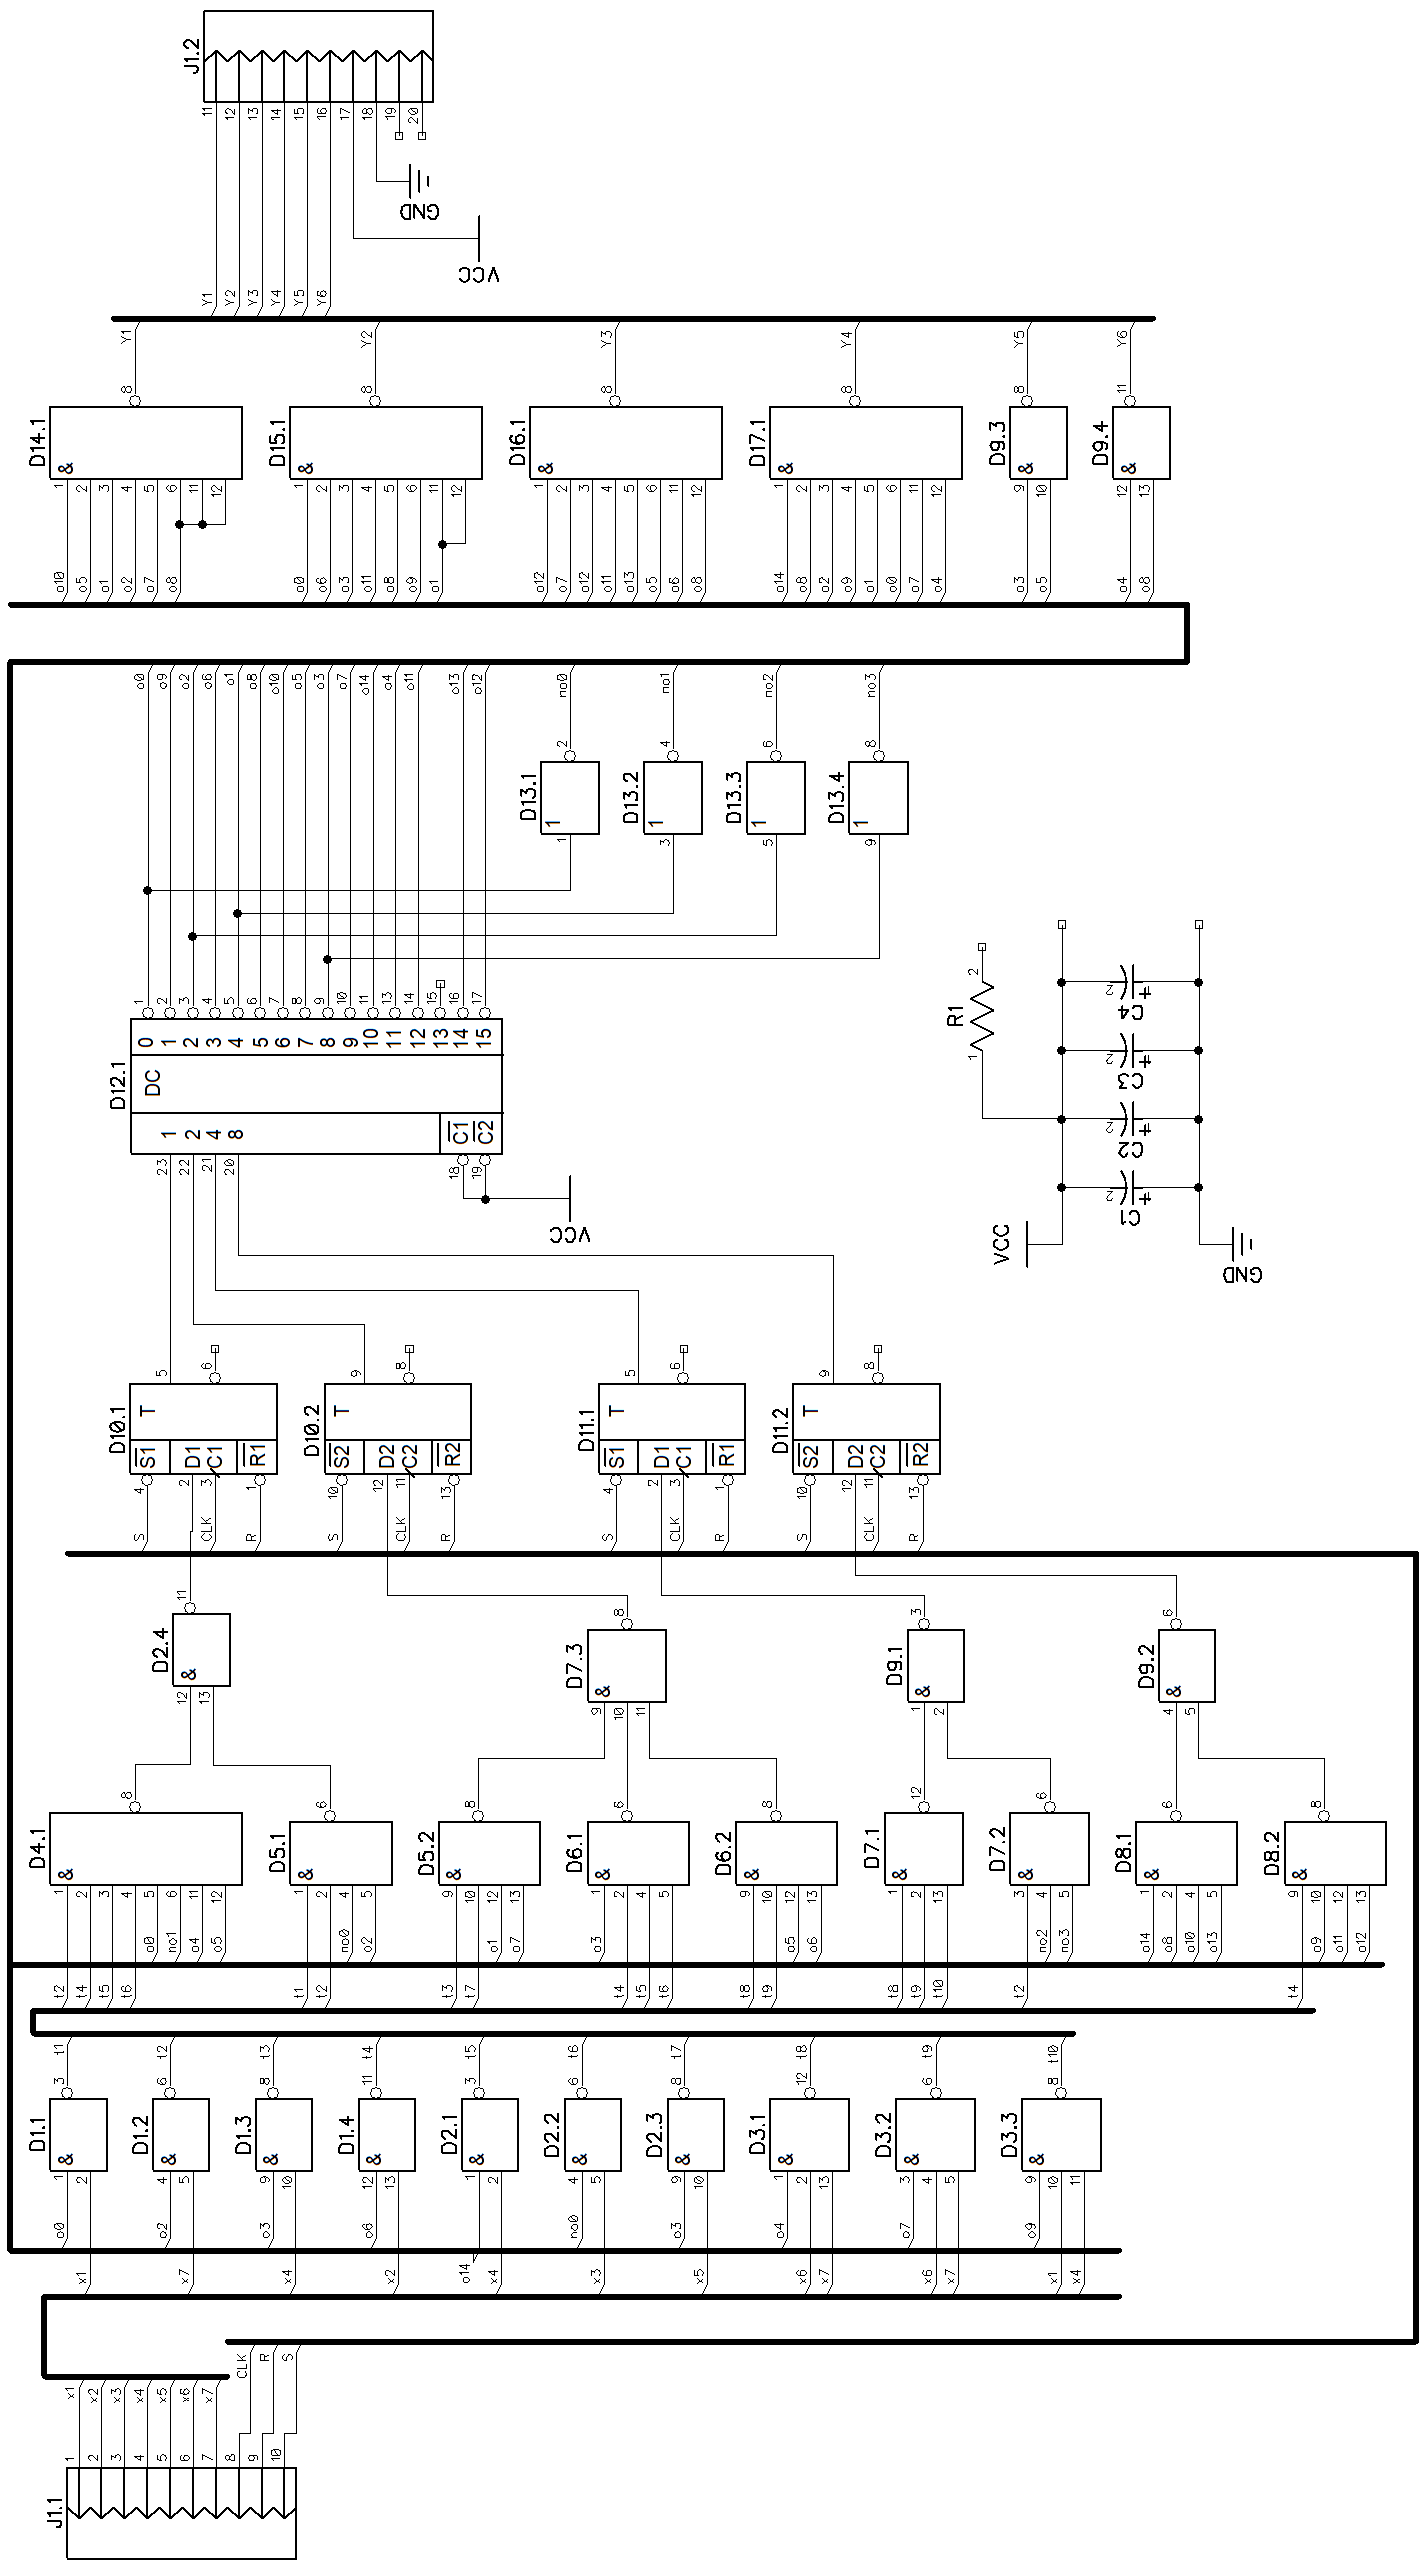 J1.2
11 12 13 14 15 16 17 18 19 20
GND
VCC
Y1 Y2 Y3 Y4 Y5 Y6
Y1 Y2 Y3 Y4 Y5 Y6
8 8 8 8 8 11
D14.1 & D15.1 & D16.1 & D17.1 & D9.3 & D9.4 &
1 2 3 4 5 6 11 12
1 2 3 4 5 6 11 12
1 2 3 4 5 6 11 12
1 2 3 4 5 6 11 12
9 10
12 13
o10 o5 o1 o2 o7 o8
o0 o6 o3 o11 o8 o9 o1
o12 o7 o12 o11 o13 o5 o6 o8
o14 o8 o2 o9 o1 o0 o7 o4
o3 o5
o4 o8
o0 o9 o2 o6 o1 o8 o10 o5 o3 o7 o14 o4 o11 o13 o12
no0 no1 no2 no3
2 4 6 8
D13.1 1 D13.2 1 D13.3 1 D13.4 1
1 3 5 9
1 2 3 4 5 6 7 8 9 10 11 13 14 15 16 17
D12.1
0 1 2 3 4 5 6 7 8 9 10 11 12 13 14 15
DC
1 2 4 8 C1 C2
23 22 21 20 18 19
VCC
R1
1 2
C4 2
C3 2
C2 2
C1 2
VCC
GND
5 6 9 8 5 6 9 8
D10.1 T S1 D1 C1 R1
D10.2 T S2 D2 C2 R2
D11.1 T S1 D1 C1 R1
D11.2 T S2 D2 C2 R2
4 2 3 1
10 12 11 13
4 2 3 1
10 12 11 13
S CLK R
S CLK R
S CLK R
S CLK R
11 8 3 6
D2.4 & D7.3 & D9.1 & D9.2 &
12 13
9 10 11
1 2
4 5
8 6 8 6 8 12 6 6 8
D4.1 & D5.1 & D5.2 & D6.1 & D6.2 & D7.1 & D7.2 & D8.1 & D8.2 &
1 2 3 4 5 6 11 12
1 2 4 5
9 10 12 13
1 2 4 5
9 10 12 13
1 2 13
3 4 5
1 2 4 5
9 10 12 13
o0 no1 o4 o5
no0 o2
o1 o7
o3
o5 o6
no2 no3
o14 o8 o10 o13
o9 o11 o12
t2 t4 t5 t6
t1 t2
t3 t7
t4 t5 t6
t8 t9
t8 t9 t10
t2
t4
t1 t2 t3 t4 t5 t6 t7 t8 t9 t10
3 6 8 11 3 6 8 12 6 8
D1.1 & D1.2 & D1.3 & D1.4 & D2.1 & D2.2 & D2.3 & D3.1 & D3.2 & D3.3 &
1 2
4 5
9 10
12 13
1 2
4 5
9 10
1 2 13
3 4 5
9 10 11
o0 o2 o3 o6 o14 no0 o3 o4 o7 o9
x1 x7 x4 x2 x4 x3 x5 x6 x7 x6 x7 x1 x4
CLK R S
x1 x2 x3 x4 x5 x6 x7
1 2 3 4 5 6 7 8 9 10
J1.1